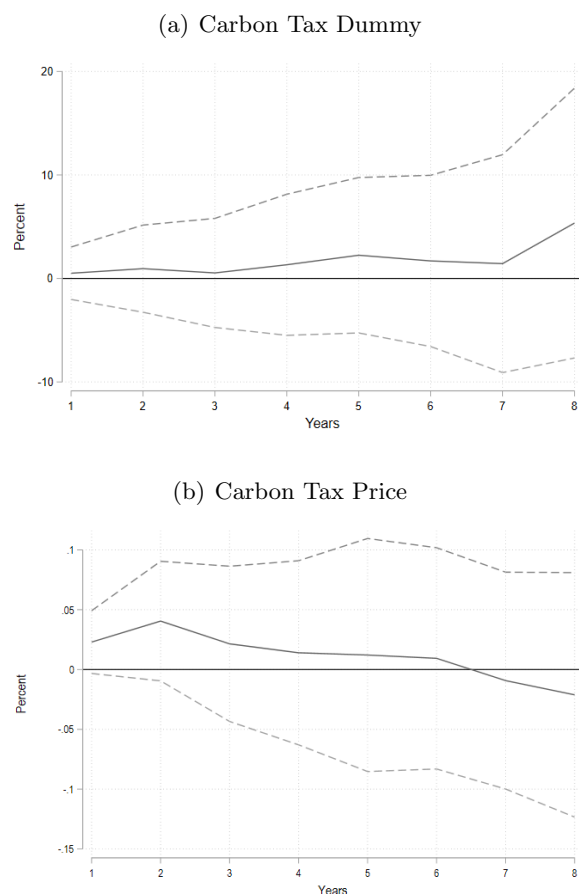 (a) Carbon Tax Dummy
20
10
0
-10
Percent
1 2 3 4 5 6 7 8
Years
(b) Carbon Tax Price
.1
.05
0
-.05
-.1
-.15
Percent
1 2 3 4 5 6 7 8
Years